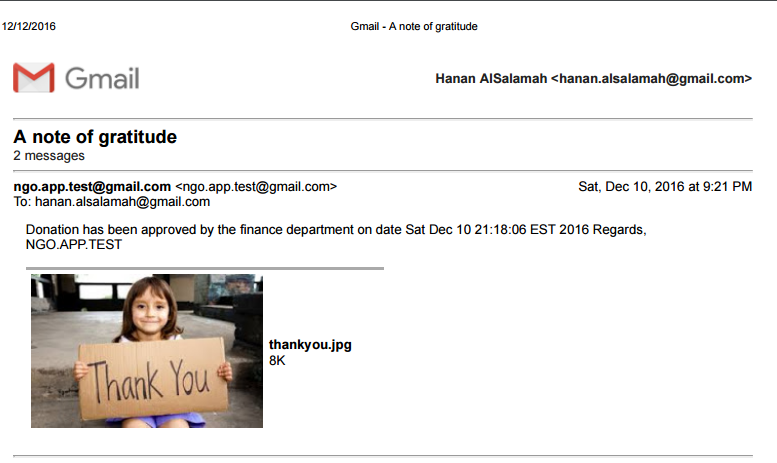 12/12/2016 Gmail - A note of gratitude
Gmail Hanan AlSalamah <hanan.alsalamah@gmail.com>
A note of gratitude
2 messages
ngo.app.test@gmail.com <ngo.app.test@gmail.com> Sat, Dec 10, 2016 at 9:21 PM
To: hanan.alsalamah@gmail.com
Donation has been approved by the finance department on date Sat Dec 10 21:18:06 EST 2016 Regards,
NGO.APP.TEST
Thank You
thankyou.jpg
8K